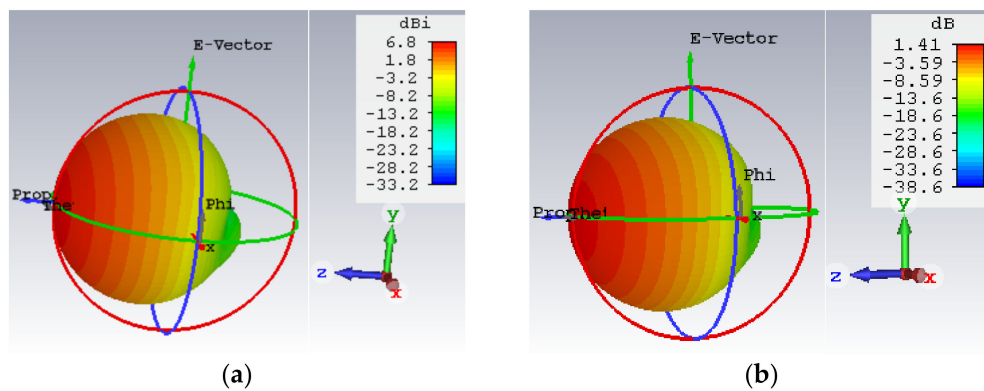 dBi
6.8
1.8
-3.2
-8.2
-13.2
-18.2
-23.2
-28.2
-33.2
E-Vector
Phi
Prop
The
x
y
z
x
(a)
dB
1.41
-3.59
-8.59
-13.6
-18.6
-23.6
-28.6
-33.6
-38.6
E-Vector
Phi
x
y
z
x
(b)